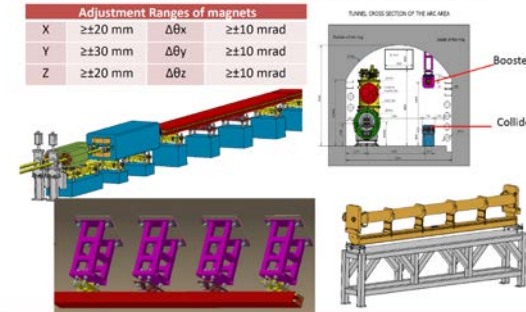 Adjustment Ranges of magnets
X ≥±20 mm Δθx ≥±10 mrad
Y ≥±30 mm Δθy ≥±10 mrad
Z ≥±20 mm Δθz ≥±10 mrad
TUNNEL CROSS SECTION OF THE ARC AREA
Booste
Collide